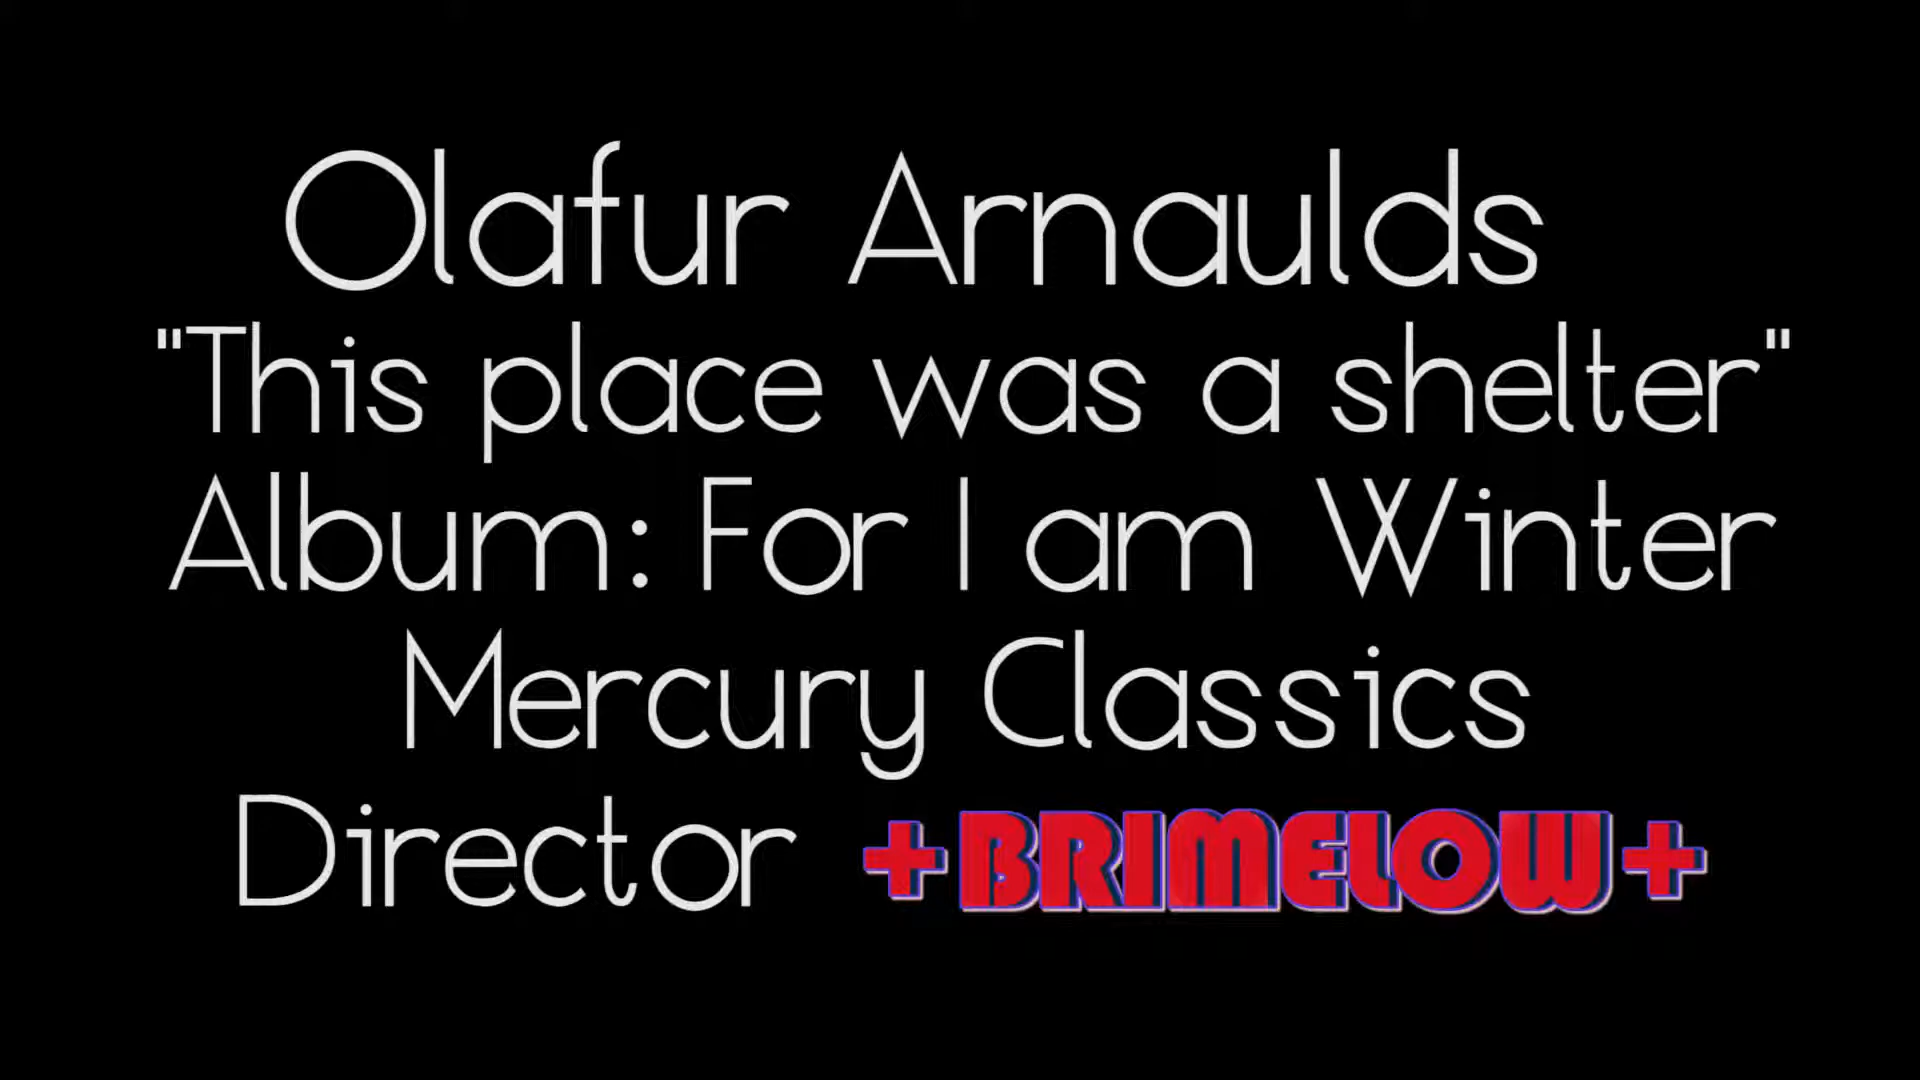 Olafur Arnaulds
"This place was a shelter"
Album: For I am Winter
Mercury Classics
Director +BRIMELOW+